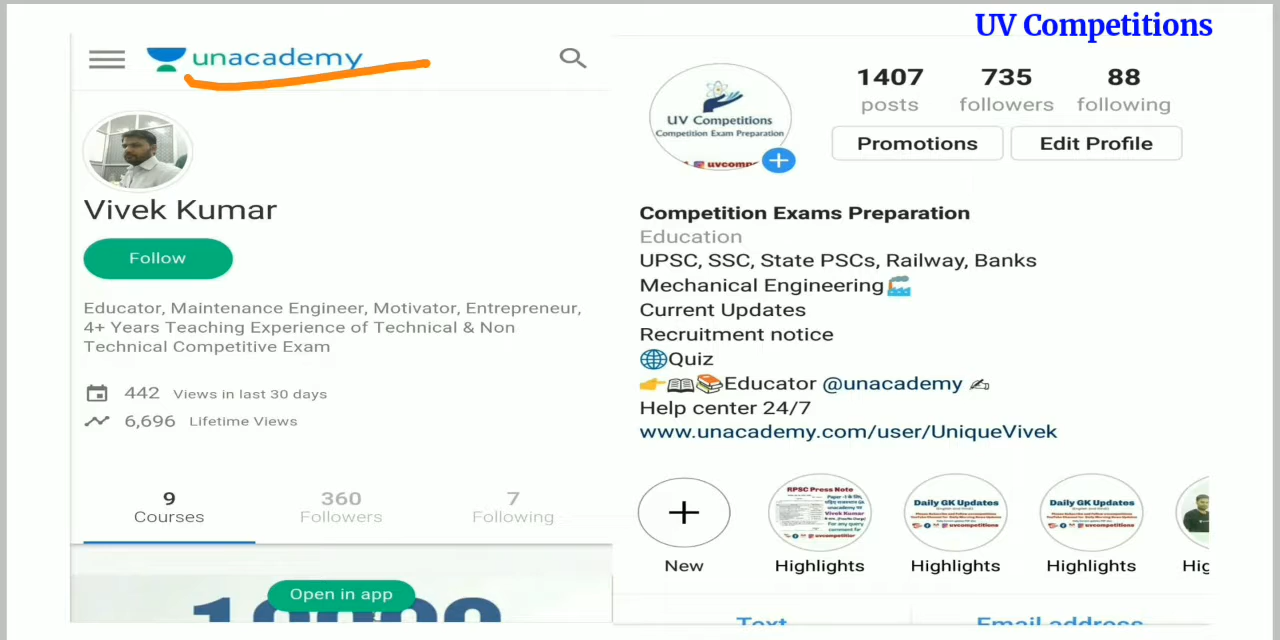 UV Competitions
unacademy
Vivek Kumar
Follow
Educator, Maintenance Engineer, Motivator, Entrepreneur,
4+ Years Teaching Experience of Technical & Non
Technical Competitive Exam
442 Views in last 30 days
6,696 Lifetime Views
9 360 7
Courses Followers Following
Open in app
1407 735 88
posts followers following
UV Competitions
Competition Exam Preparation
Promotions Edit Profile
Competition Exams Preparation
Education
UPSC, SSC, State PSCs, Railway, Banks
Mechanical Engineering🏭
Current Updates
Recruitment notice
🌐Quiz
👉📖📚Educator @unacademy ✍
Help center 24/7
www.unacademy.com/user/UniqueVivek
RPSC Press Note
Vivek Kumar
Daily GK Updates
Daily GK Updates
New Highlights Highlights Highlights Hig
Text Email address